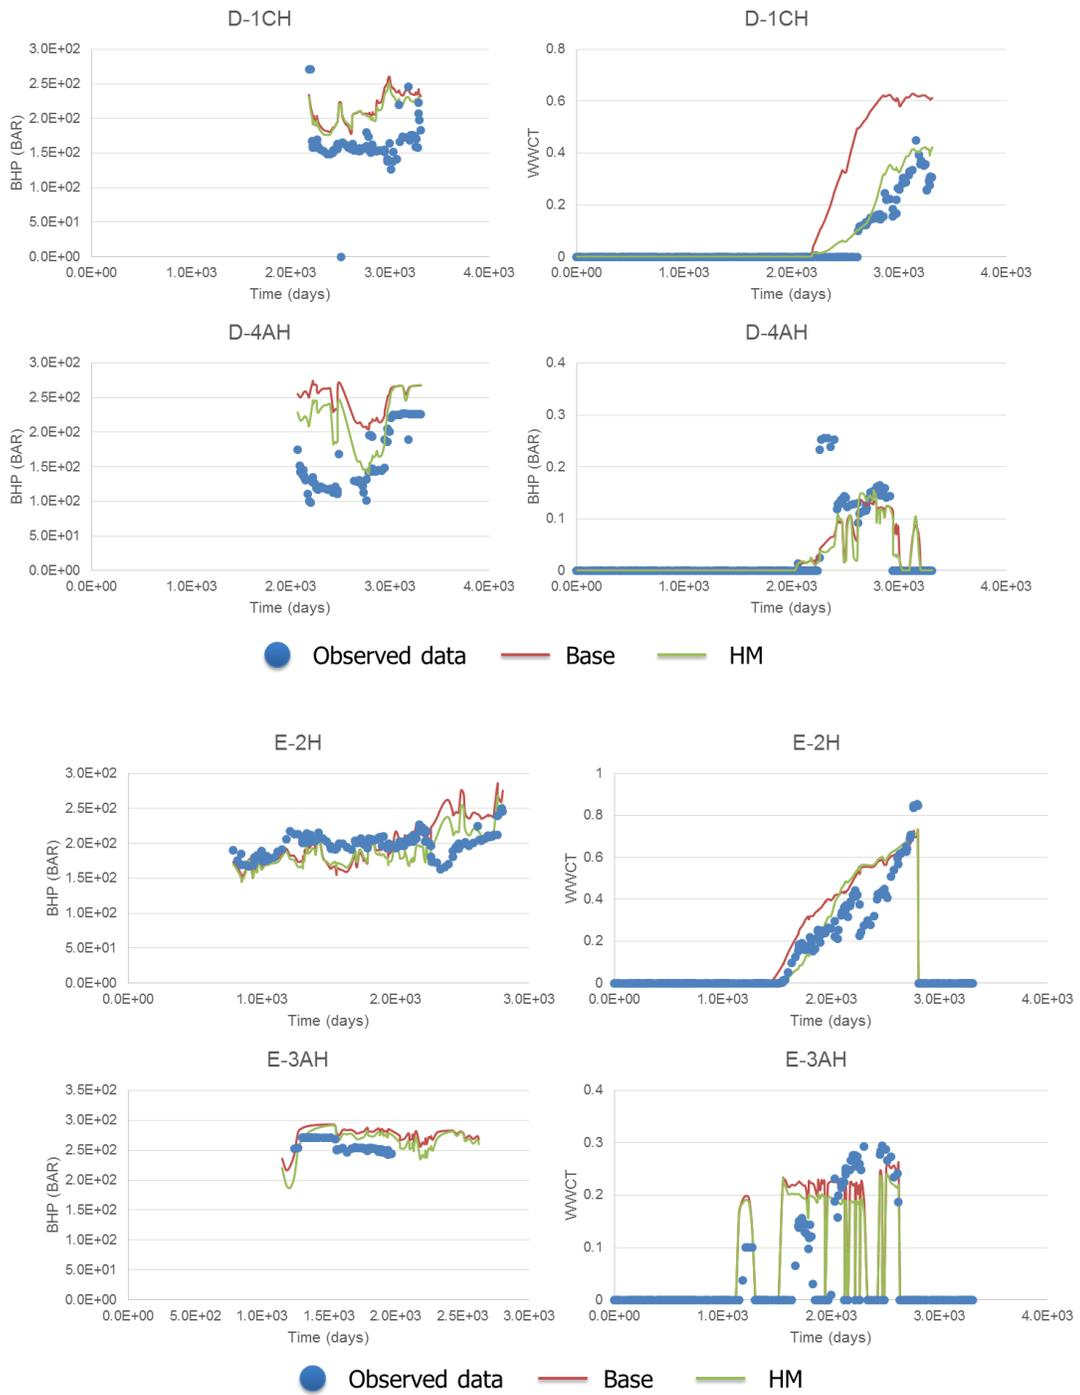 D-1CH
BHP (BAR)
3.0E+02
2.5E+02
2.0E+02
1.5E+02
1.0E+02
5.0E+01
0.0E+00
0.0E+00 1.0E+03 2.0E+03 3.0E+03 4.0E+03
Time (days)
D-1CH
WWCT
0.8
0.6
0.4
0.2
0
0.0E+00 1.0E+03 2.0E+03 3.0E+03 4.0E+03
Time (days)
D-4AH
BHP (BAR)
3.0E+02
2.5E+02
2.0E+02
1.5E+02
1.0E+02
5.0E+01
0.0E+00
0.0E+00 1.0E+03 2.0E+03 3.0E+03 4.0E+03
Time (days)
D-4AH
BHP (BAR)
0.4
0.3
0.2
0.1
0
0.0E+00 1.0E+03 2.0E+03 3.0E+03 4.0E+03
Time (days)
Observed data Base HM
E-2H
BHP (BAR)
3.0E+02
2.5E+02
2.0E+02
1.5E+02
1.0E+02
5.0E+01
0.0E+00
0.0E+00 1.0E+03 2.0E+03 3.0E+03
Time (days)
E-2H
WWCT
1
0.8
0.6
0.4
0.2
0
0.0E+00 1.0E+03 2.0E+03 3.0E+03 4.0E+03
Time (days)
E-3AH
BHP (BAR)
3.5E+02
3.0E+02
2.5E+02
2.0E+02
1.5E+02
1.0E+02
5.0E+01
0.0E+00
0.0E+00 5.0E+02 1.0E+03 1.5E+03 2.0E+03 2.5E+03 3.0E+03
Time (days)
E-3AH
WWCT
0.4
0.3
0.2
0.1
0
0.0E+00 1.0E+03 2.0E+03 3.0E+03 4.0E+03
Time (days)
Observed data Base HM